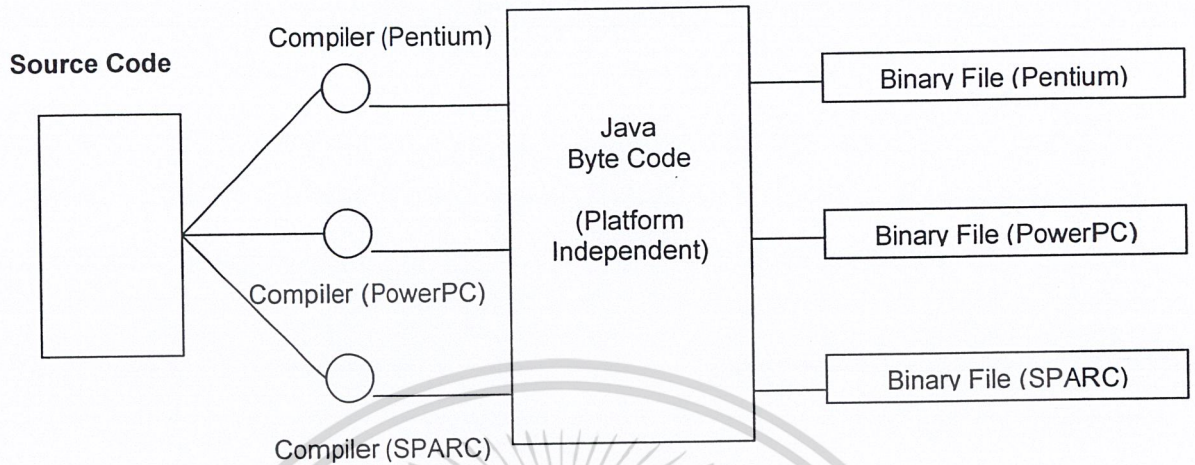 Source Code
Compiler (Pentium)
Compiler (PowerPC)
Compiler (SPARC)
Java
Byte Code
(Platform
Independent)
Binary File (Pentium)
Binary File (PowerPC)
Binary File (SPARC)